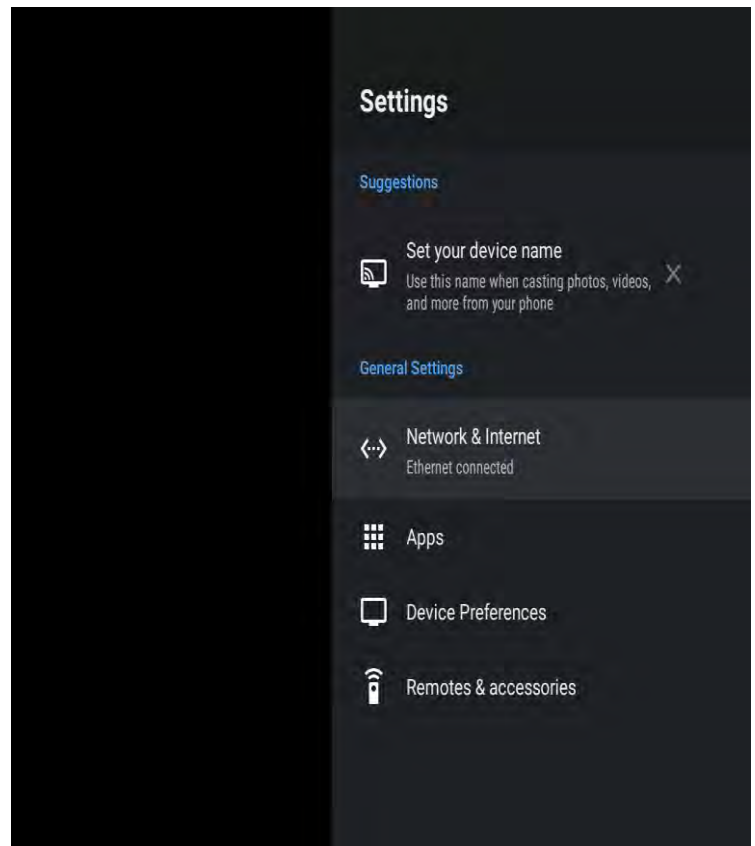 Settings
Suggestions
Set your device name
Use this name when casting photos, videos,
and more from your phone
General Settings
Network & Internet
Ethernet connected
Apps
Device Preferences
Remotes & accessories